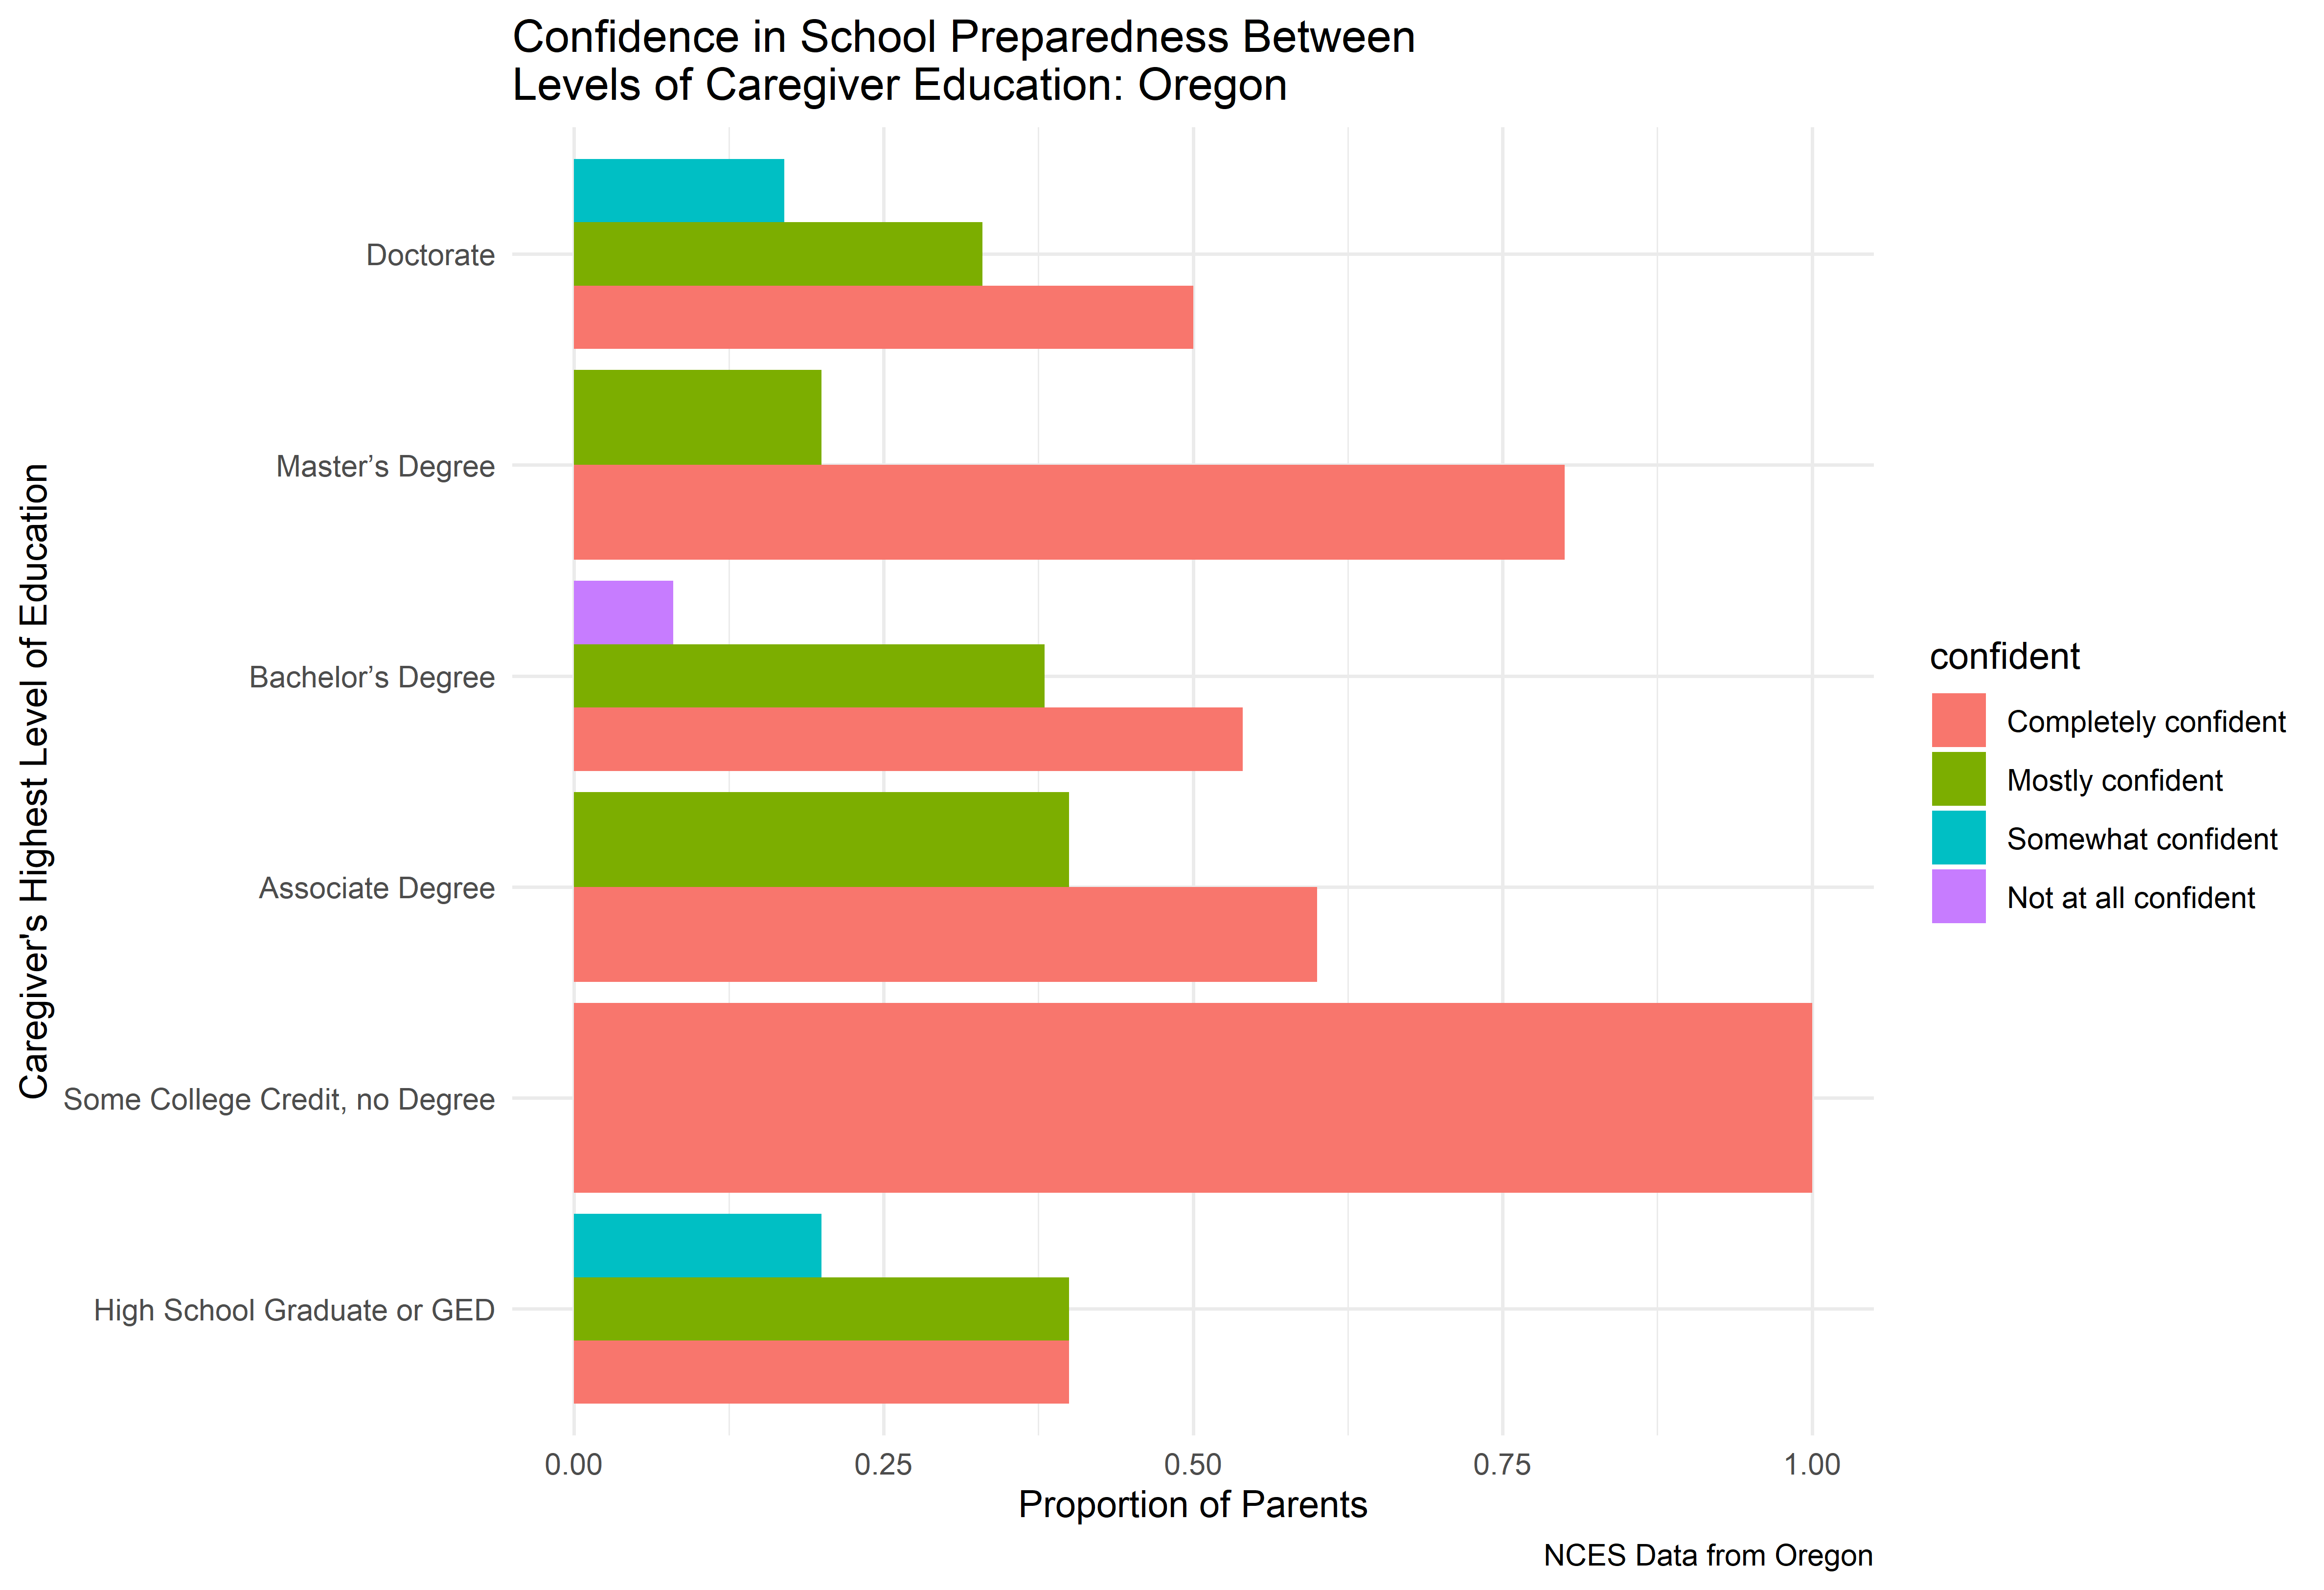 Confidence in School Preparedness Between
Levels of Caregiver Education: Oregon
Caregiver's Highest Level of Education
Doctorate
Master’s Degree
Bachelor’s Degree
Associate Degree
Some College Credit, no Degree
High School Graduate or GED
0.00
0.25
0.50
0.75
1.00
Proportion of Parents
confident
Completely confident
Mostly confident
Somewhat confident
Not at all confident
NCES Data from Oregon